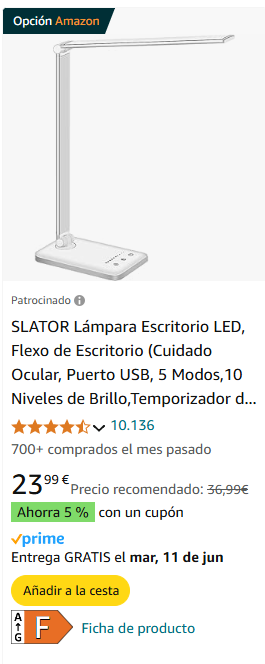 Opción Amazon
Patrocinado
SLATOR Lámpara Escritorio LED,
Flexo de Escritorio (Cuidado
Ocular, Puerto USB, 5 Modos,10
Niveles de Brillo,Temporizador d...
10.136
700+ comprados el mes pasado
23,99 € Precio recomendado: 36,99€
Ahorra 5 % con un cupón
prime
Entrega GRATIS el mar, 11 de jun
Añadir a la cesta
A G F Ficha de producto